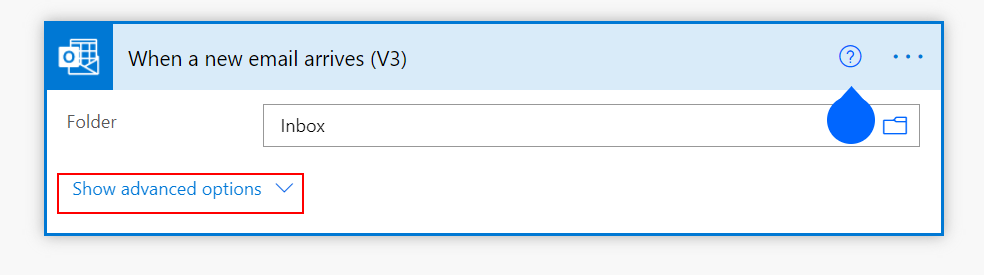 When a new email arrives (V3)
Folder
Inbox
Show advanced options